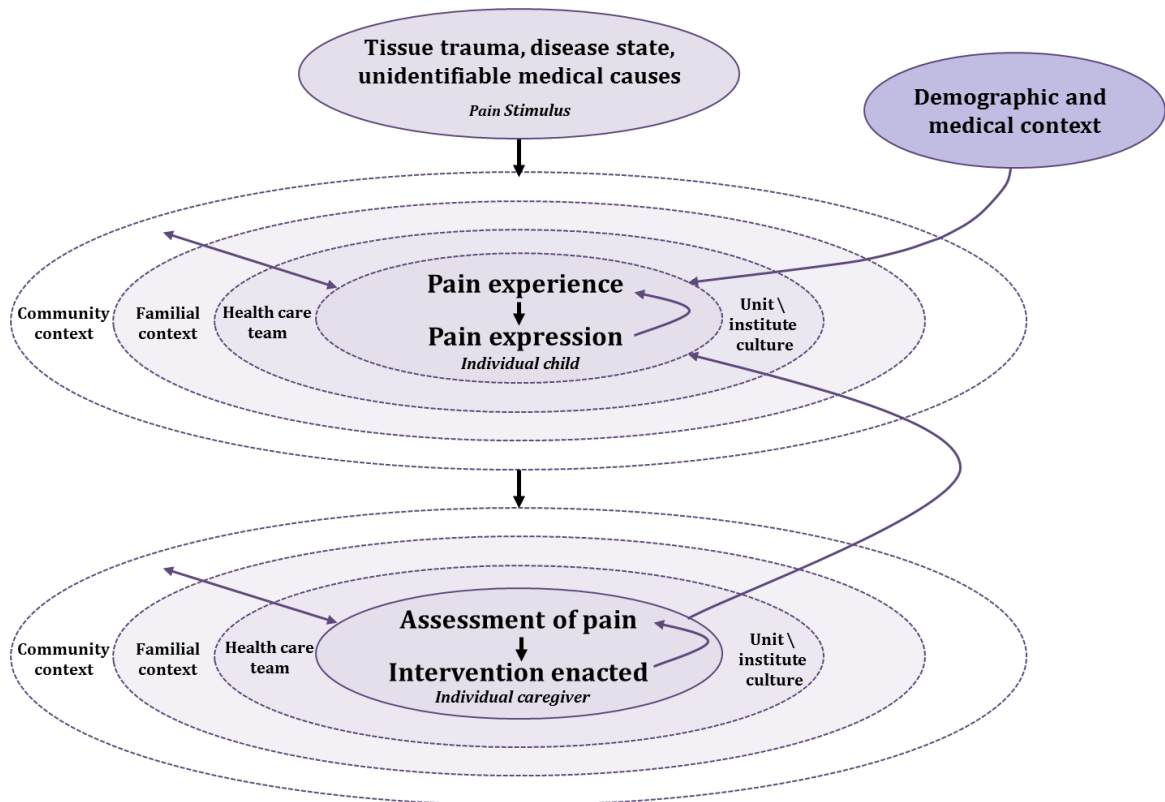 Tissue trauma, disease state,
unidentifiable medical causes
Pain Stimulus
Demographic and
medical context
Pain experience
Pain expression
Individual child
Community
context
Familial
context
Health care
team
Unit \
institute
culture
Assessment of pain
Intervention enacted
Individual caregiver
Community
context
Familial
context
Health care
team
Unit \
institute
culture